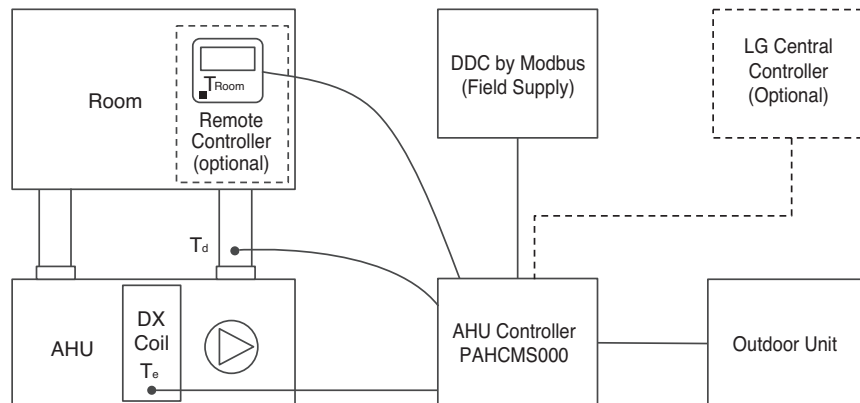 Room
TRoom
Remote
Controller
(optional)
DDC by Modbus
(Field Supply)
LG Central
Controller
(Optional)
Td
AHU
DX
Coil
Te
AHU Controller
PAHCMS000
Outdoor Unit